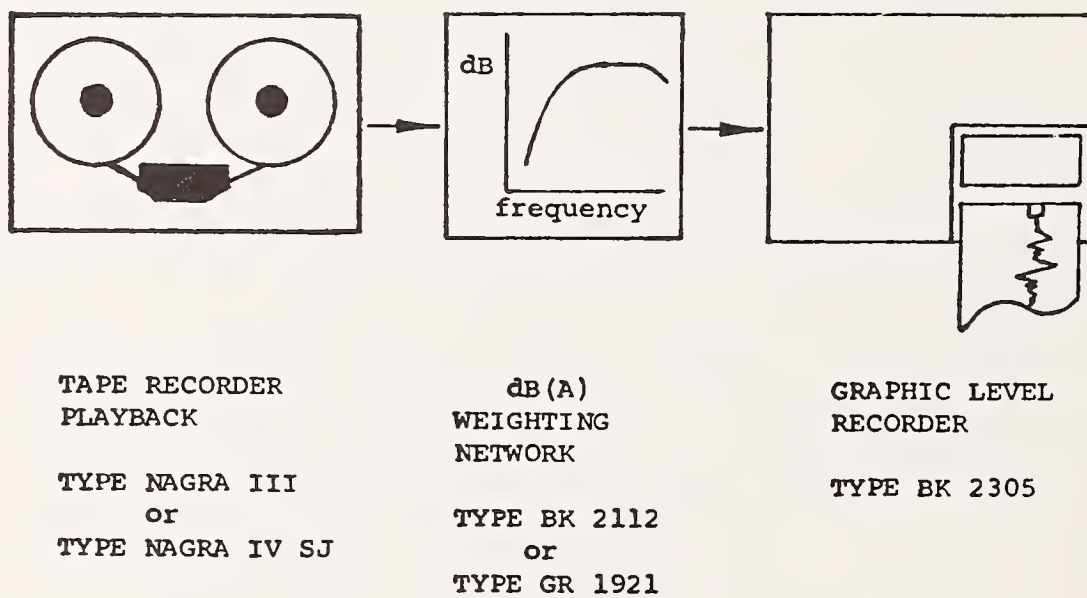 dB
frequency
TAPE RECORDER
PLAYBACK
TYPE NAGRA III
or
TYPE NAGRA IV SJ
dB(A)
WEIGHTING
NETWORK
TYPE BK 2112
or
TYPE GR 1921
GRAPHIC LEVEL
RECORDER
TYPE BK 2305